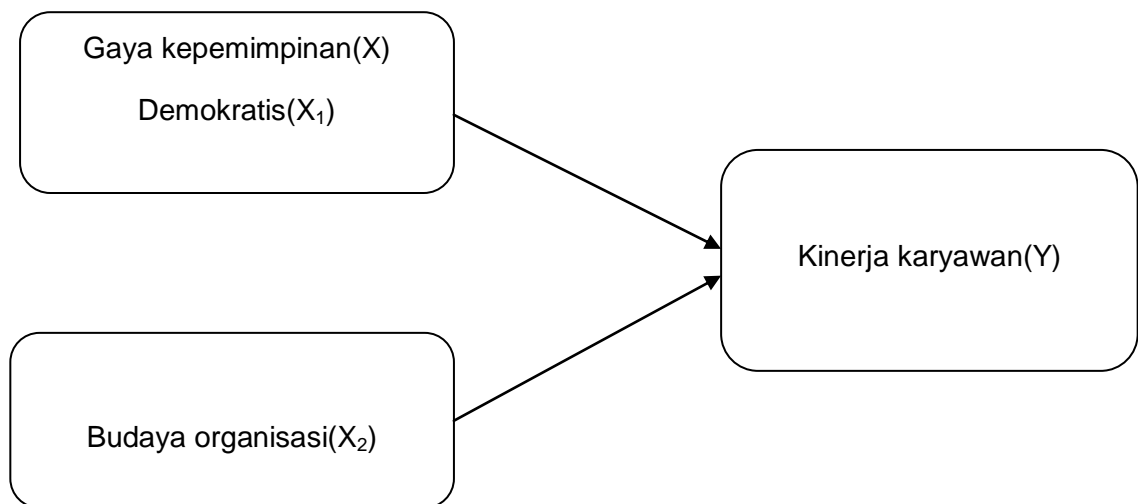 Gaya kepemimpinan(X)
Demokratis(X₁)
Kinerja karyawan(Y)
Budaya organisasi(X₂)